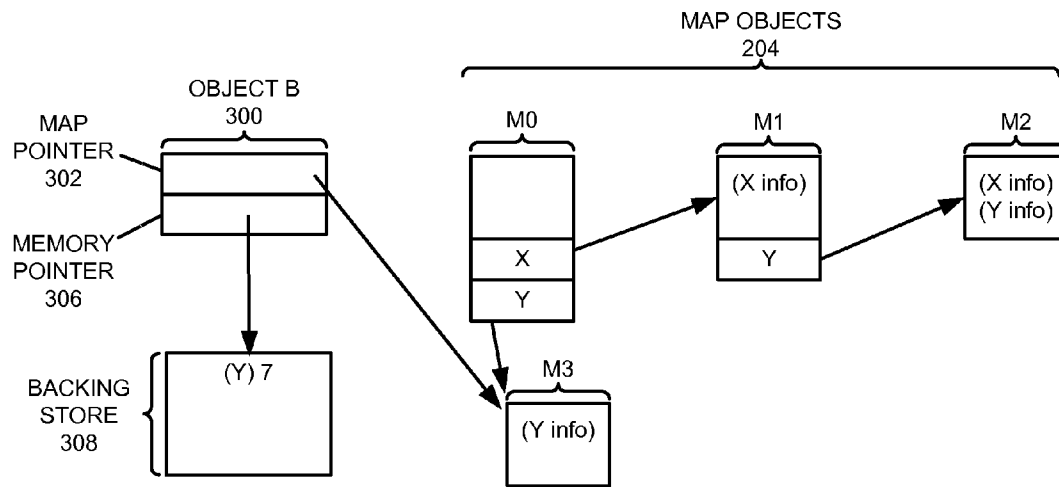 MAP OBJECTS
204
OBJECT B
300
MAP
POINTER
302
MEMORY
POINTER
306
M0
X
Y
M1
(X info)
Y
M2
(X info)
(Y info)
BACKING
STORE
308
(Y) 7
M3
(Y info)